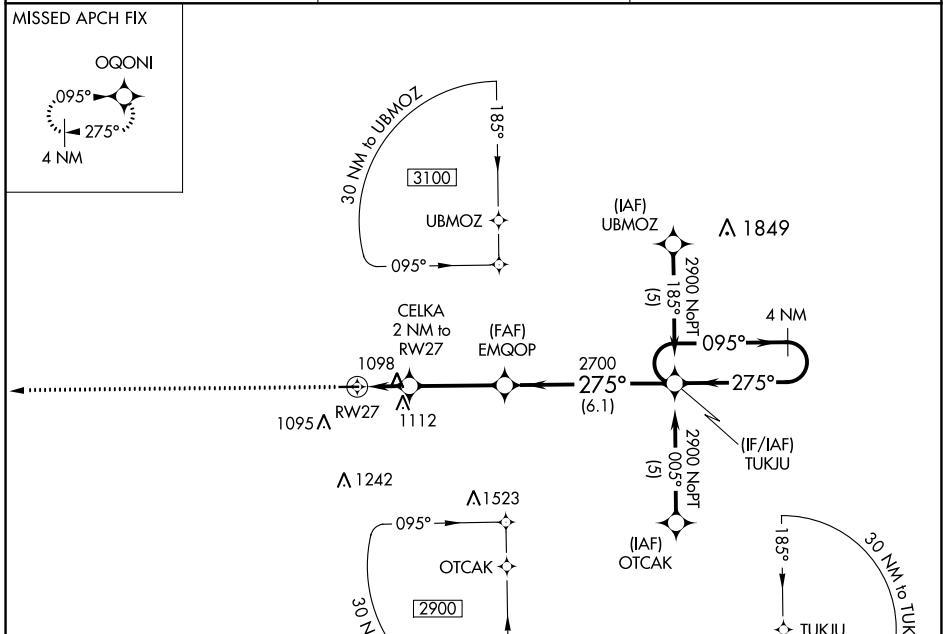 MISSED APCH FIX
OQONI
095°
275°
4 NM
30 NM to UBMOZ
185°
3100
UBMOZ
095°
(IAF)
UBMOZ
1849
2900 NoPT
185°
(5)
4 NM
095°
CELKA
2 NM to
RW27
(FAF)
EMQOP
1098
2700
275°
(6.1)
275°
RW27
1095
1112
(IF/IAF)
TUKJU
2900 NoPT
005°
(5)
1242
1523
(IAF)
OTCAK
095°
OTCAK
2900
30 N
185°
30 NM to TUK
TUKJU